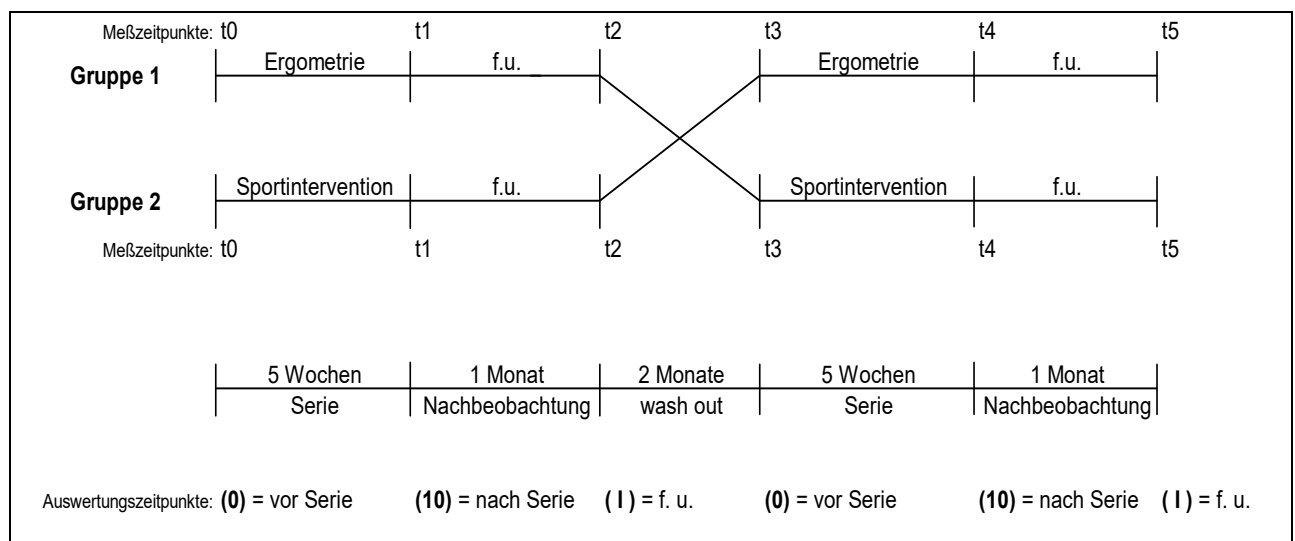 Meßzeitpunkte: t0 t1 t2 t3 t4 t5
Ergometrie f.u. Ergometrie f.u.
Gruppe 1
Sportintervention f.u. Sportintervention f.u.
Gruppe 2
Meßzeitpunkte: t0 t1 t2 t3 t4 t5
5 Wochen 1 Monat 2 Monate 5 Wochen 1 Monat
Serie Nachbeobachtung wash out Serie Nachbeobachtung
Auswertungszeitpunkte: (0) = vor Serie (10) = nach Serie ( I ) = f. u. (0) = vor Serie (10) = nach Serie ( I ) = f. u.